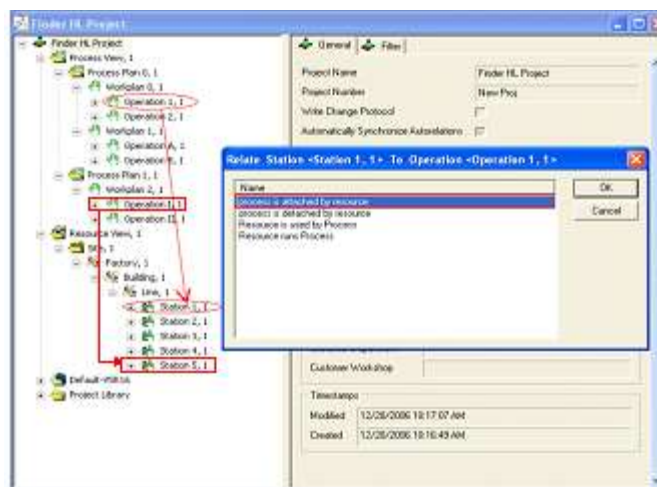 Finder HL Project
Finder HL Project
Process View, 1
Process Plan 0, 1
Workplan 0, 1
Operation 1, 1
Operation 2, 1
Workplan 1, 1
Operation A, 1
Process Plan 1, 1
Workplan 2, 1
Operation I, 1
Operation II, 1
Resource View, 1
Site, 1
Factory, 1
Building, 1
Line, 1
Station 1, 1
Station 2, 1
Station 3, 1
Station 4, 1
Station 5, 1
Project Library
General
Filter
Project Name
Finder HL Project
Project Number
New Proj
Write Change Protocol
Automatically Synchronize Autorelations
Relate Station <Station 1, 1> To Operation <Operation 1, 1>
Name
process is attached by resource
process is detached by resource
Resource is used by Process
Resource runs Process
OK
Cancel
Customer Workshop
Timestamps
Modified 12/28/2006 10:17:07 AM
Created 12/28/2006 10:16:49 AM